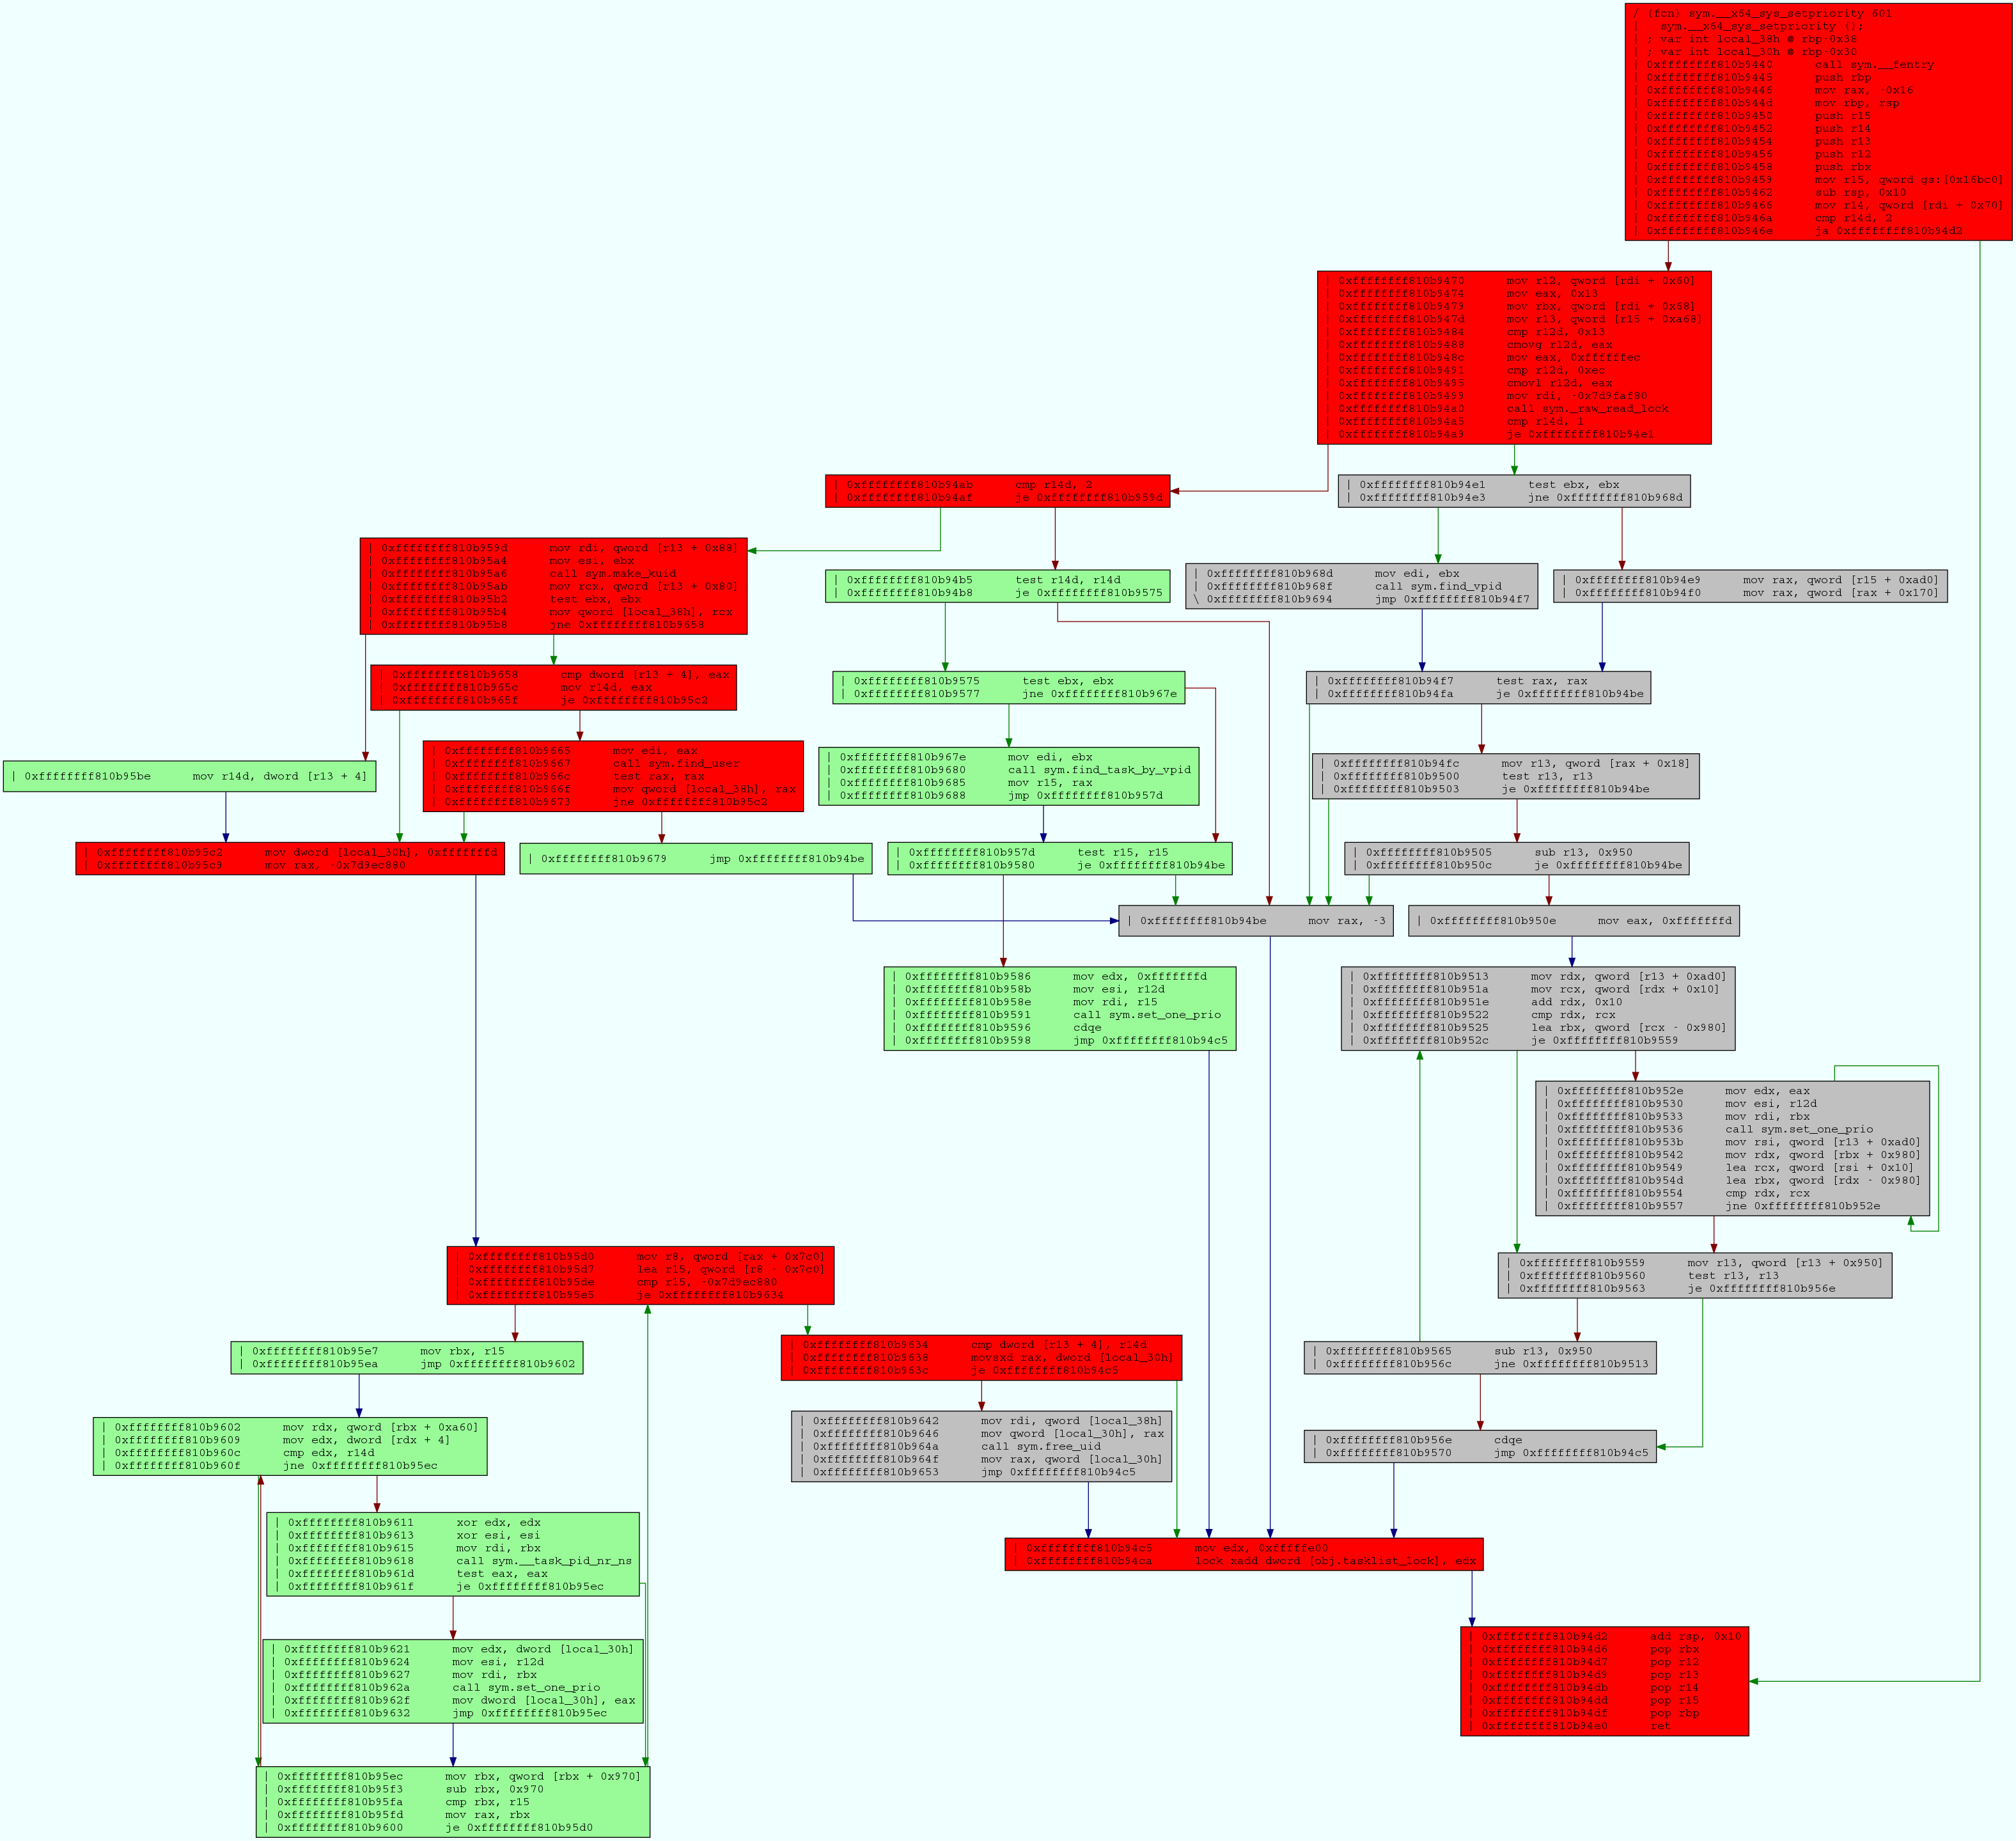 / (fcn) sym.__x64_sys_setpriority 601
|   sym.__x64_sys_setpriority ();
| ; var int local_38h @ rbp-0x38
| ; var int local_30h @ rbp-0x30
| 0xffffffff810b9440      call sym.__fentry
| 0xffffffff810b9445      push rbp
| 0xffffffff810b9446      mov rax, -0x16
| 0xffffffff810b944d      mov rbp, rsp
| 0xffffffff810b9450      push r15
| 0xffffffff810b9452      push r14
| 0xffffffff810b9454      push r13
| 0xffffffff810b9456      push r12
| 0xffffffff810b9458      push rbx
| 0xffffffff810b9459      mov r15, qword gs:[0x16bc0]
| 0xffffffff810b9462      sub rsp, 0x10
| 0xffffffff810b9466      mov r14, qword [rdi + 0x70]
| 0xffffffff810b946a      cmp r14d, 2
| 0xffffffff810b946e      ja 0xffffffff810b94d2
| 0xffffffff810b9470      mov r12, qword [rdi + 0x60]
| 0xffffffff810b9474      mov eax, 0x13
| 0xffffffff810b9479      mov rbx, qword [rdi + 0x68]
| 0xffffffff810b947d      mov r13, qword [r15 + 0xa68]
| 0xffffffff810b9484      cmp r12d, 0x13
| 0xffffffff810b9488      cmovg r12d, eax
| 0xffffffff810b948c      mov eax, 0xffffffec
| 0xffffffff810b9491      cmp r12d, 0xec
| 0xffffffff810b9495      cmovl r12d, eax
| 0xffffffff810b9499      mov rdi, -0x7d9faf80
| 0xffffffff810b94a0      call sym._raw_read_lock
| 0xffffffff810b94a5      cmp r14d, 1
| 0xffffffff810b94a9      je 0xffffffff810b94e1
| 0xffffffff810b94ab      cmp r14d, 2
| 0xffffffff810b94af      je 0xffffffff810b959d
| 0xffffffff810b94e1      test ebx, ebx
| 0xffffffff810b94e3      jne 0xffffffff810b968d
| 0xffffffff810b959d      mov rdi, qword [r13 + 0x88]
| 0xffffffff810b95a4      mov esi, ebx
| 0xffffffff810b95a6      call sym.make_kuid
| 0xffffffff810b95ab      mov rcx, qword [r13 + 0x80]
| 0xffffffff810b95b2      test ebx, ebx
| 0xffffffff810b95b4      mov qword [local_38h], rcx
| 0xffffffff810b95b8      jne 0xffffffff810b9658
| 0xffffffff810b94b5      test r14d, r14d
| 0xffffffff810b94b8      je 0xffffffff810b9575
| 0xffffffff810b968d      mov edi, ebx
| 0xffffffff810b968f      call sym.find_vpid
\ 0xffffffff810b9694      jmp 0xffffffff810b94f7
| 0xffffffff810b94e9      mov rax, qword [r15 + 0xad0]
| 0xffffffff810b94f0      mov rax, qword [rax + 0x170]
| 0xffffffff810b9658      cmp dword [r13 + 4], eax
| 0xffffffff810b965c      mov r14d, eax
| 0xffffffff810b965f      je 0xffffffff810b95c2
| 0xffffffff810b9575      test ebx, ebx
| 0xffffffff810b9577      jne 0xffffffff810b967e
| 0xffffffff810b94f7      test rax, rax
| 0xffffffff810b94fa      je 0xffffffff810b94be
| 0xffffffff810b95be      mov r14d, dword [r13 + 4]
| 0xffffffff810b9665      mov edi, eax
| 0xffffffff810b9667      call sym.find_user
| 0xffffffff810b966c      test rax, rax
| 0xffffffff810b966f      mov qword [local_38h], rax
| 0xffffffff810b9673      jne 0xffffffff810b95c2
| 0xffffffff810b967e      mov edi, ebx
| 0xffffffff810b9680      call sym.find_task_by_vpid
| 0xffffffff810b9685      mov r15, rax
| 0xffffffff810b9688      jmp 0xffffffff810b957d
| 0xffffffff810b94fc      mov r13, qword [rax + 0x18]
| 0xffffffff810b9500      test r13, r13
| 0xffffffff810b9503      je 0xffffffff810b94be
| 0xffffffff810b95c2      mov dword [local_30h], 0xfffffffd
| 0xffffffff810b95c9      mov rax, -0x7d9ec880
| 0xffffffff810b9679      jmp 0xffffffff810b94be
| 0xffffffff810b957d      test r15, r15
| 0xffffffff810b9580      je 0xffffffff810b94be
| 0xffffffff810b9505      sub r13, 0x950
| 0xffffffff810b950c      je 0xffffffff810b94be
| 0xffffffff810b94be      mov rax, -3
| 0xffffffff810b950e      mov eax, 0xfffffffd
| 0xffffffff810b9586      mov edx, 0xfffffffd
| 0xffffffff810b958b      mov esi, r12d
| 0xffffffff810b958e      mov rdi, r15
| 0xffffffff810b9591      call sym.set_one_prio
| 0xffffffff810b9596      cdqe
| 0xffffffff810b9598      jmp 0xffffffff810b94c5
| 0xffffffff810b9513      mov rdx, qword [r13 + 0xad0]
| 0xffffffff810b951a      mov rcx, qword [rdx + 0x10]
| 0xffffffff810b951e      add rdx, 0x10
| 0xffffffff810b9522      cmp rdx, rcx
| 0xffffffff810b9525      lea rbx, qword [rcx - 0x980]
| 0xffffffff810b952c      je 0xffffffff810b9559
| 0xffffffff810b952e      mov edx, eax
| 0xffffffff810b9530      mov esi, r12d
| 0xffffffff810b9533      mov rdi, rbx
| 0xffffffff810b9536      call sym.set_one_prio
| 0xffffffff810b953b      mov rsi, qword [r13 + 0xad0]
| 0xffffffff810b9542      mov rdx, qword [rbx + 0x980]
| 0xffffffff810b9549      lea rcx, qword [rsi + 0x10]
| 0xffffffff810b954d      lea rbx, qword [rdx - 0x980]
| 0xffffffff810b9554      cmp rdx, rcx
| 0xffffffff810b9557      jne 0xffffffff810b952e
| 0xffffffff810b95d0      mov r8, qword [rax + 0x7c0]
| 0xffffffff810b95d7      lea r15, qword [r8 - 0x7c0]
| 0xffffffff810b95de      cmp r15, -0x7d9ec880
| 0xffffffff810b95e5      je 0xffffffff810b9634
| 0xffffffff810b9559      mov r13, qword [r13 + 0x950]
| 0xffffffff810b9560      test r13, r13
| 0xffffffff810b9563      je 0xffffffff810b956e
| 0xffffffff810b95e7      mov rbx, r15
| 0xffffffff810b95ea      jmp 0xffffffff810b9602
| 0xffffffff810b9634      cmp dword [r13 + 4], r14d
| 0xffffffff810b9638      movsxd rax, dword [local_30h]
| 0xffffffff810b963c      je 0xffffffff810b94c5
| 0xffffffff810b9565      sub r13, 0x950
| 0xffffffff810b956c      jne 0xffffffff810b9513
| 0xffffffff810b9602      mov rdx, qword [rbx + 0xa60]
| 0xffffffff810b9609      mov edx, dword [rdx + 4]
| 0xffffffff810b960c      cmp edx, r14d
| 0xffffffff810b960f      jne 0xffffffff810b95ec
| 0xffffffff810b9642      mov rdi, qword [local_38h]
| 0xffffffff810b9646      mov qword [local_30h], rax
| 0xffffffff810b964a      call sym.free_uid
| 0xffffffff810b964f      mov rax, qword [local_30h]
| 0xffffffff810b9653      jmp 0xffffffff810b94c5
| 0xffffffff810b956e      cdqe
| 0xffffffff810b9570      jmp 0xffffffff810b94c5
| 0xffffffff810b9611      xor edx, edx
| 0xffffffff810b9613      xor esi, esi
| 0xffffffff810b9615      mov rdi, rbx
| 0xffffffff810b9618      call sym.__task_pid_nr_ns
| 0xffffffff810b961d      test eax, eax
| 0xffffffff810b961f      je 0xffffffff810b95ec
| 0xffffffff810b94c5      mov edx, 0xfffffe00
| 0xffffffff810b94ca      lock xadd dword [obj.tasklist_lock], edx
| 0xffffffff810b9621      mov edx, dword [local_30h]
| 0xffffffff810b9624      mov esi, r12d
| 0xffffffff810b9627      mov rdi, rbx
| 0xffffffff810b962a      call sym.set_one_prio
| 0xffffffff810b962f      mov dword [local_30h], eax
| 0xffffffff810b9632      jmp 0xffffffff810b95ec
| 0xffffffff810b94d2      add rsp, 0x10
| 0xffffffff810b94d6      pop rbx
| 0xffffffff810b94d7      pop r12
| 0xffffffff810b94d9      pop r13
| 0xffffffff810b94db      pop r14
| 0xffffffff810b94dd      pop r15
| 0xffffffff810b94df      pop rbp
| 0xffffffff810b94e0      ret
| 0xffffffff810b95ec      mov rbx, qword [rbx + 0x970]
| 0xffffffff810b95f3      sub rbx, 0x970
| 0xffffffff810b95fa      cmp rbx, r15
| 0xffffffff810b95fd      mov rax, rbx
| 0xffffffff810b9600      je 0xffffffff810b95d0